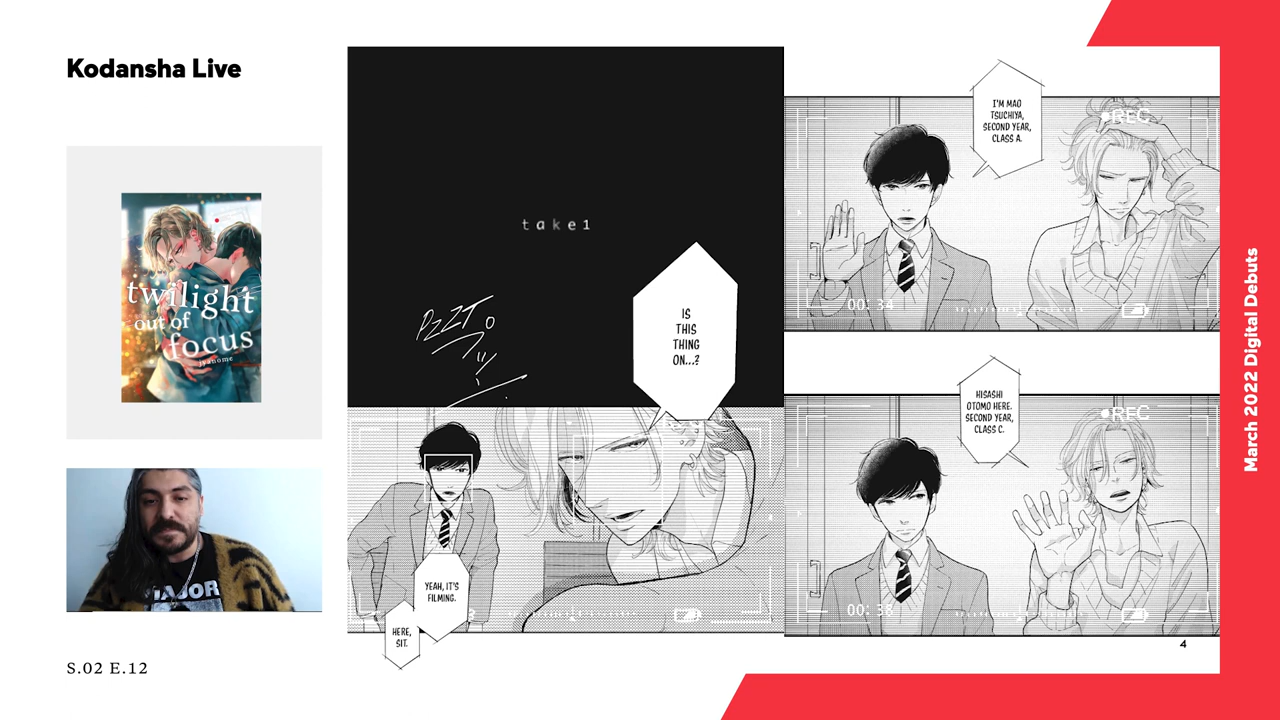 Kodansha Live
twilight
out of
focus
jyanome
S.02 E.12
take1
PZZT
IS
THIS
THING
ON...?
YEAH, IT'S
FILMING.
HERE,
SIT.
I'M MAO
TSUCHIYA,
SECOND YEAR,
CLASS A.
REC
00:34
HISASHI
OTOMO HERE.
SECOND YEAR,
CLASS C.
REC
00:38
4
March 2022 Digital Debuts